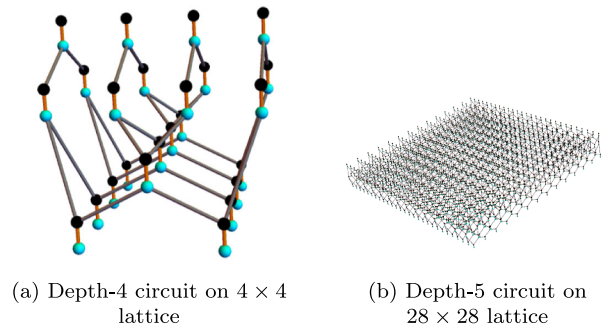 (a) Depth-4 circuit on 4 × 4
lattice
(b) Depth-5 circuit on
28 × 28 lattice